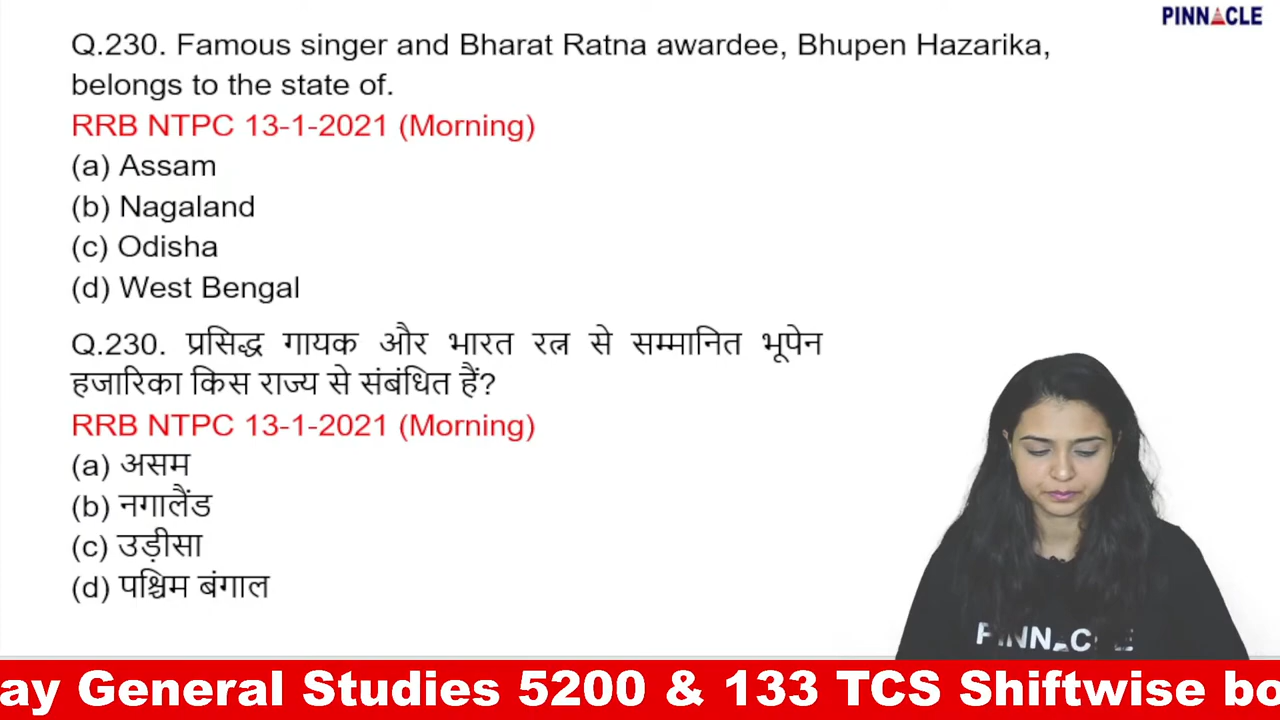 PINNACLE
Q.230. Famous singer and Bharat Ratna awardee, Bhupen Hazarika,
belongs to the state of.
RRB NTPC 13-1-2021 (Morning)
(a) Assam
(b) Nagaland
(c) Odisha
(d) West Bengal
Q.230. प्रसिद्ध गायक और भारत रत्न से सम्मानित भूपेन
हजारिका किस राज्य से संबंधित हैं?
RRB NTPC 13-1-2021 (Morning)
(a) असम
(b) नगालैंड
(c) उड़ीसा
(d) पश्चिम बंगाल
PINNACLE
ay General Studies 5200 & 133 TCS Shiftwise bo